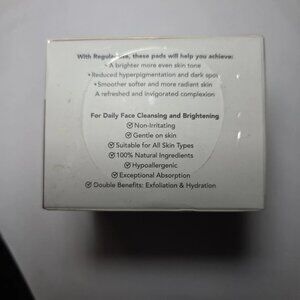 With Regular Use, these pads will help you achieve:
• A brighter more even skin tone
• Reduced hyperpigmentation and dark spots
• Smoother softer and more radiant skin
A refreshed and invigorated complexion
For Daily Face Cleansing and Brightening
Non-Irritating
Gentle on skin
Suitable for All Skin Types
100% Natural Ingredients
Hypoallergenic
Exceptional Absorption
Double Benefits: Exfoliation & Hydration